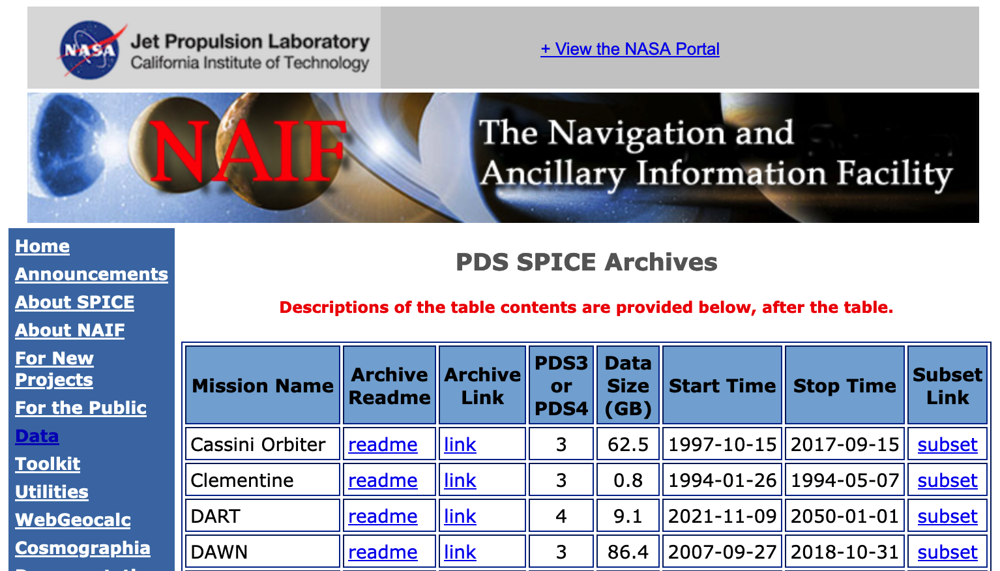 NASA
Jet Propulsion Laboratory
California Institute of Technology
+ View the NASA Portal
NAIF
The Navigation and
Ancillary Information Facility
Home
Announcements
About SPICE
About NAIF
For New
Projects
For the Public
Data
Toolkit
Utilities
WebGeocalc
Cosmographia
PDS SPICE Archives
Descriptions of the table contents are provided below, after the table.
Mission Name Archive Readme Archive Link PDS3 or PDS4 Data Size (GB) Start Time Stop Time Subset Link
Cassini Orbiter readme link 3 62.5 1997-10-15 2017-09-15 subset
Clementine readme link 3 0.8 1994-01-26 1994-05-07 subset
DART readme link 4 9.1 2021-11-09 2050-01-01 subset
DAWN readme link 3 86.4 2007-09-27 2018-10-31 subset